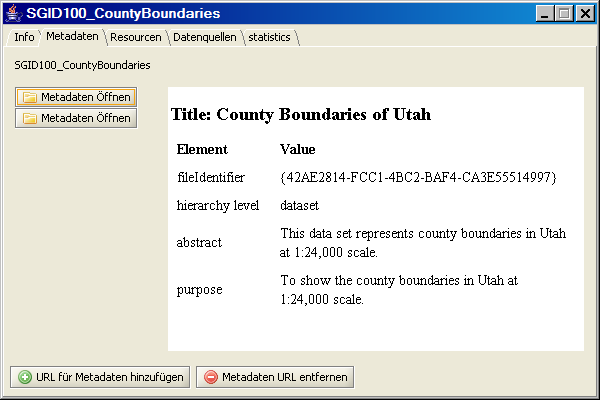 SGID100_CountyBoundaries
Info Metadaten Resourcen Datenquellen statistics
SGID100_CountyBoundaries
Metadaten Öffnen
Metadaten Öffnen
Title: County Boundaries of Utah
Element Value
fileIdentifier {42AE2814-FCC1-4BC2-BAF4-CA3E55514997}
hierarchy level dataset
abstract This data set represents county boundaries in Utah
at 1:24,000 scale.
purpose To show the county boundaries in Utah at
1:24,000 scale.
URL für Metadaten hinzufügen Metadaten URL entfernen